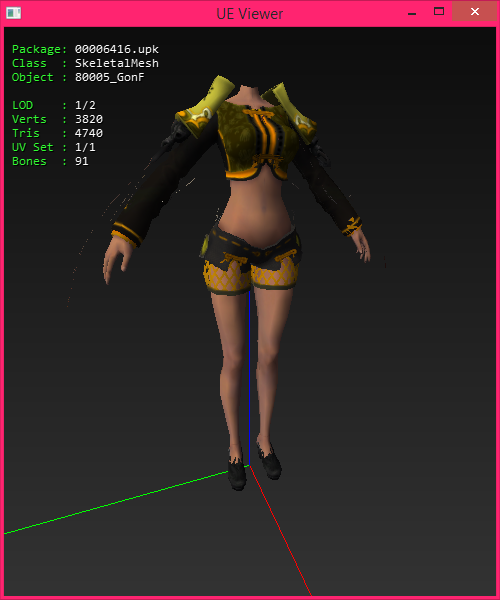 UE Viewer
Package: 00006416.upk
Class  : SkeletalMesh
Object : 80005_GonF
LOD    : 1/2
Verts  : 3820
Tris   : 4740
UV Set : 1/1
Bones  : 91